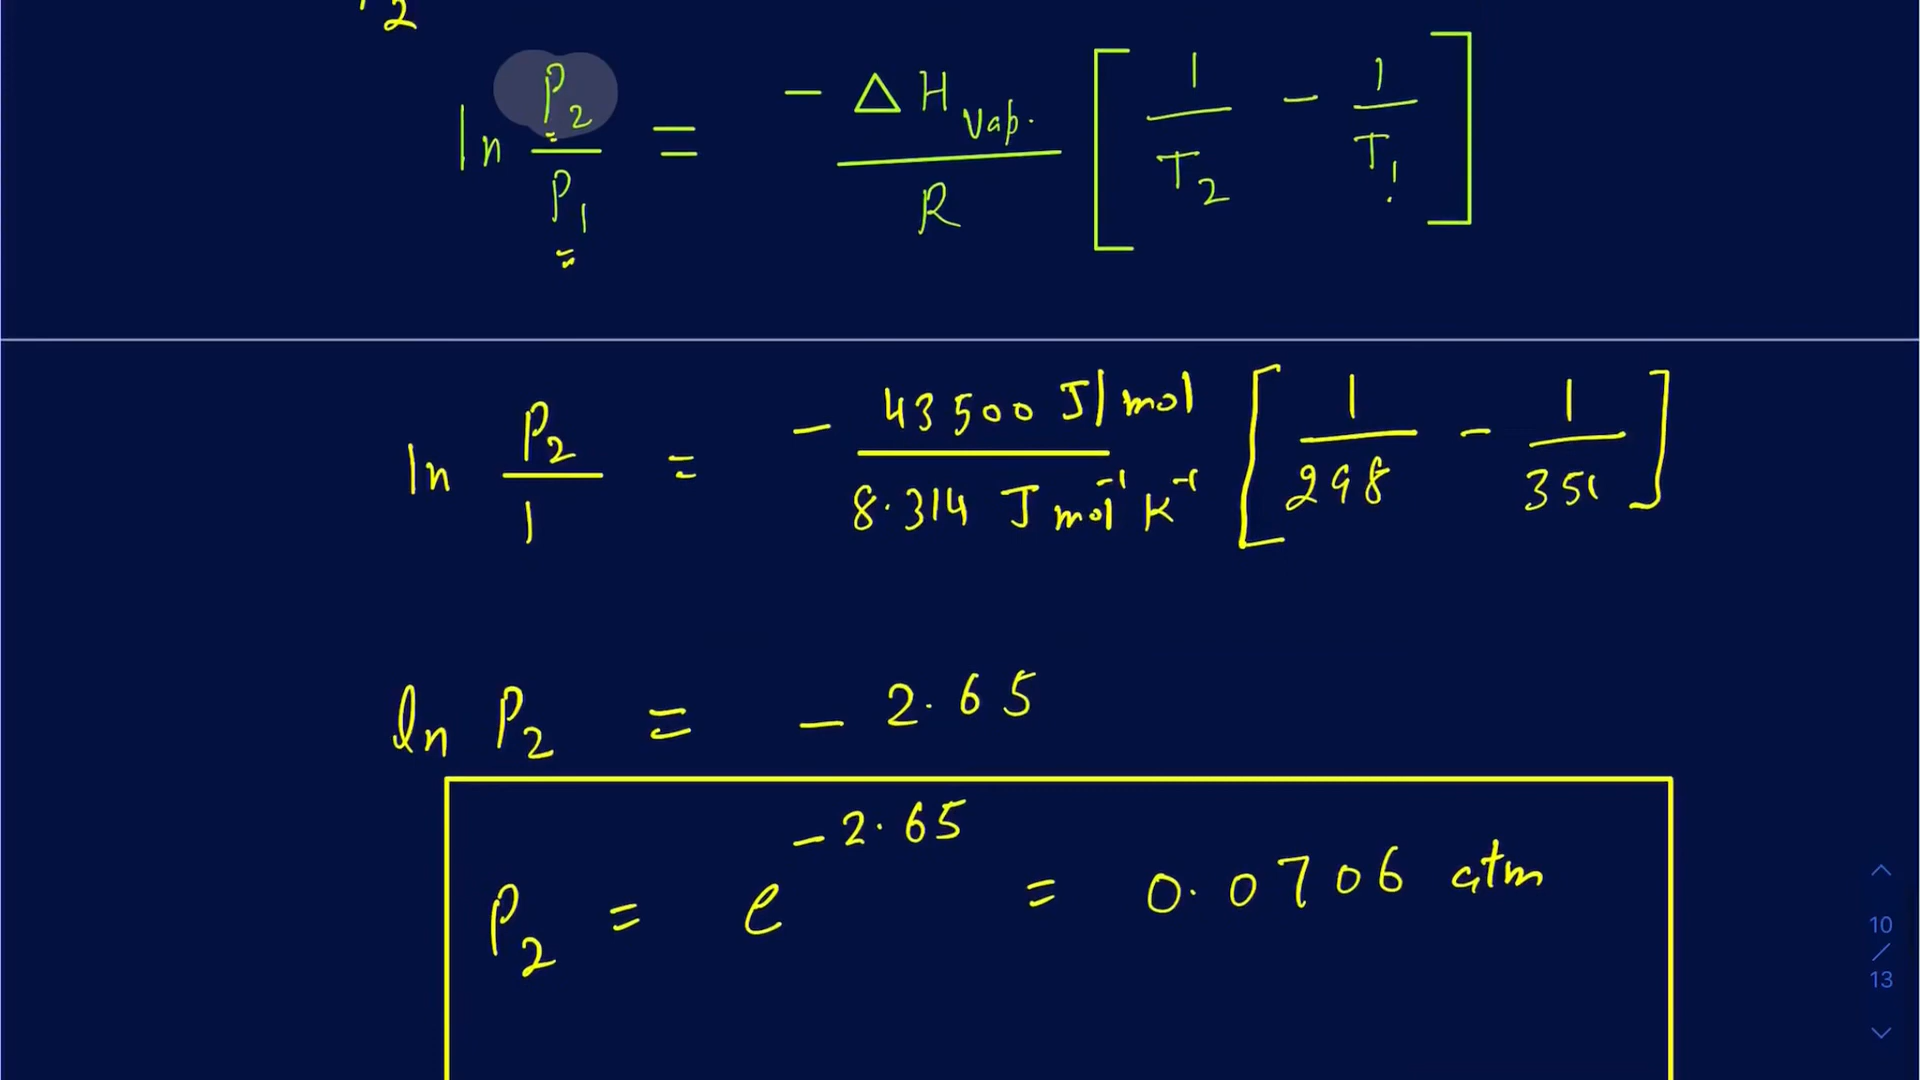 2
ln P₂/P₁ = -ΔH Vap./R [1/T₂ - 1/T₁]
ln P₂/1 = - 43500 J/mol / 8.314 J mol⁻¹ K⁻¹ [1/298 - 1/351]
ln P₂ = - 2.65
P₂ = e^-2.65 = 0.0706 atm
10
/
13